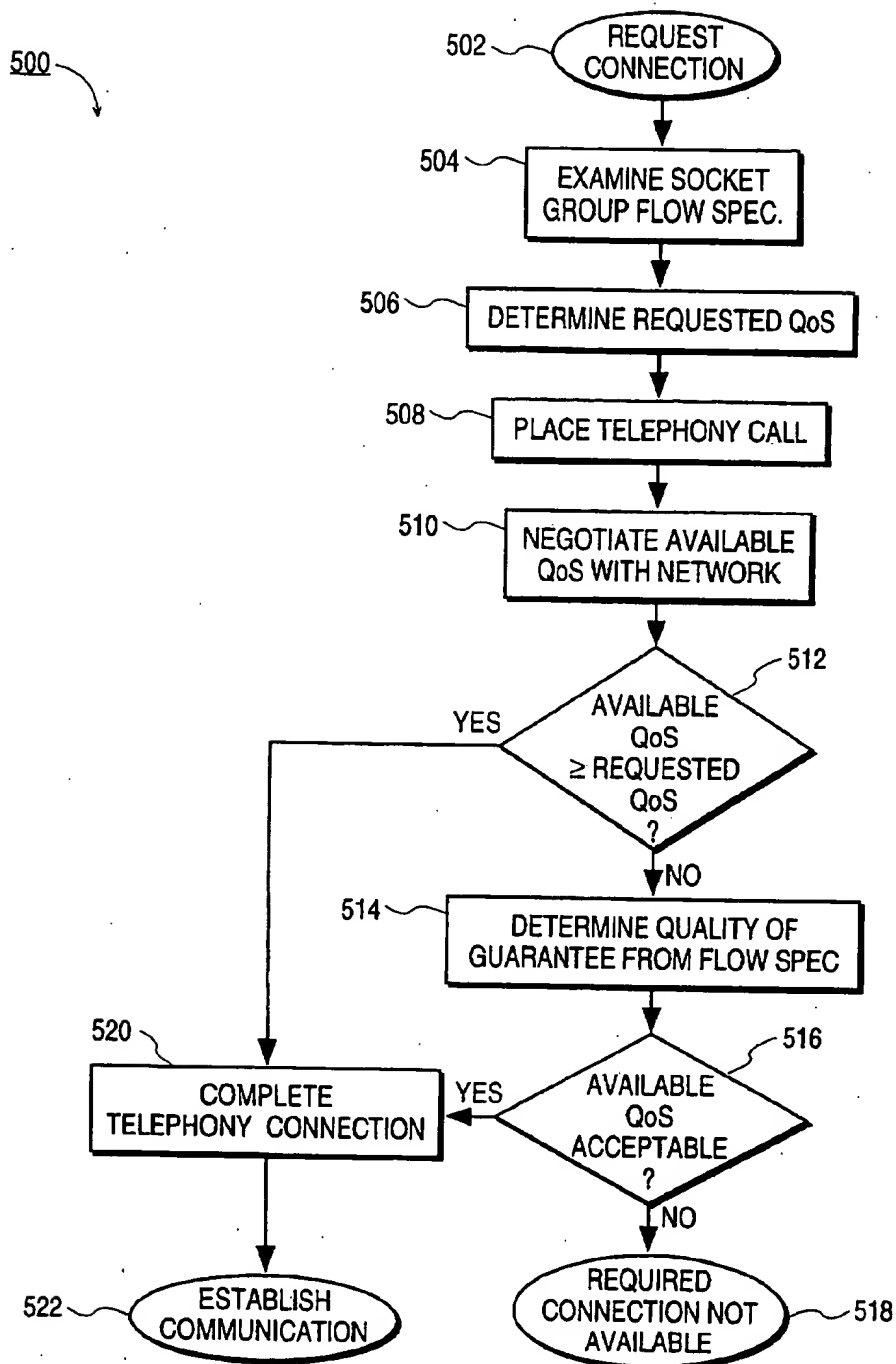 500
502
REQUEST
CONNECTION
504
EXAMINE SOCKET
GROUP FLOW SPEC.
506
DETERMINE REQUESTED QoS
508
PLACE TELEPHONY CALL
510
NEGOTIATE AVAILABLE
QoS WITH NETWORK
512
AVAILABLE
QoS
≥ REQUESTED
QoS
?
YES
NO
514
DETERMINE QUALITY OF
GUARANTEE FROM FLOW SPEC
516
AVAILABLE
QoS
ACCEPTABLE
?
YES
NO
520
COMPLETE
TELEPHONY CONNECTION
522
ESTABLISH
COMMUNICATION
REQUIRED
CONNECTION NOT
AVAILABLE
518